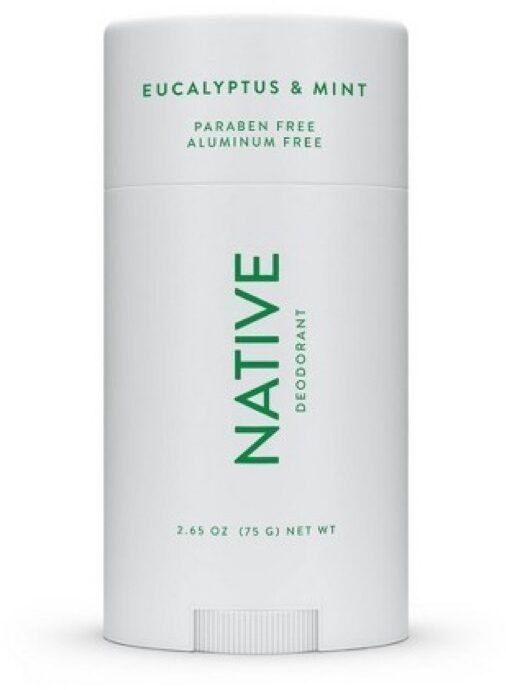 EUCALYPTUS & MINT
PARABEN FREE
ALUMINUM FREE
NATIVE
DEODORANT
2.65 OZ (75 G) NET WT